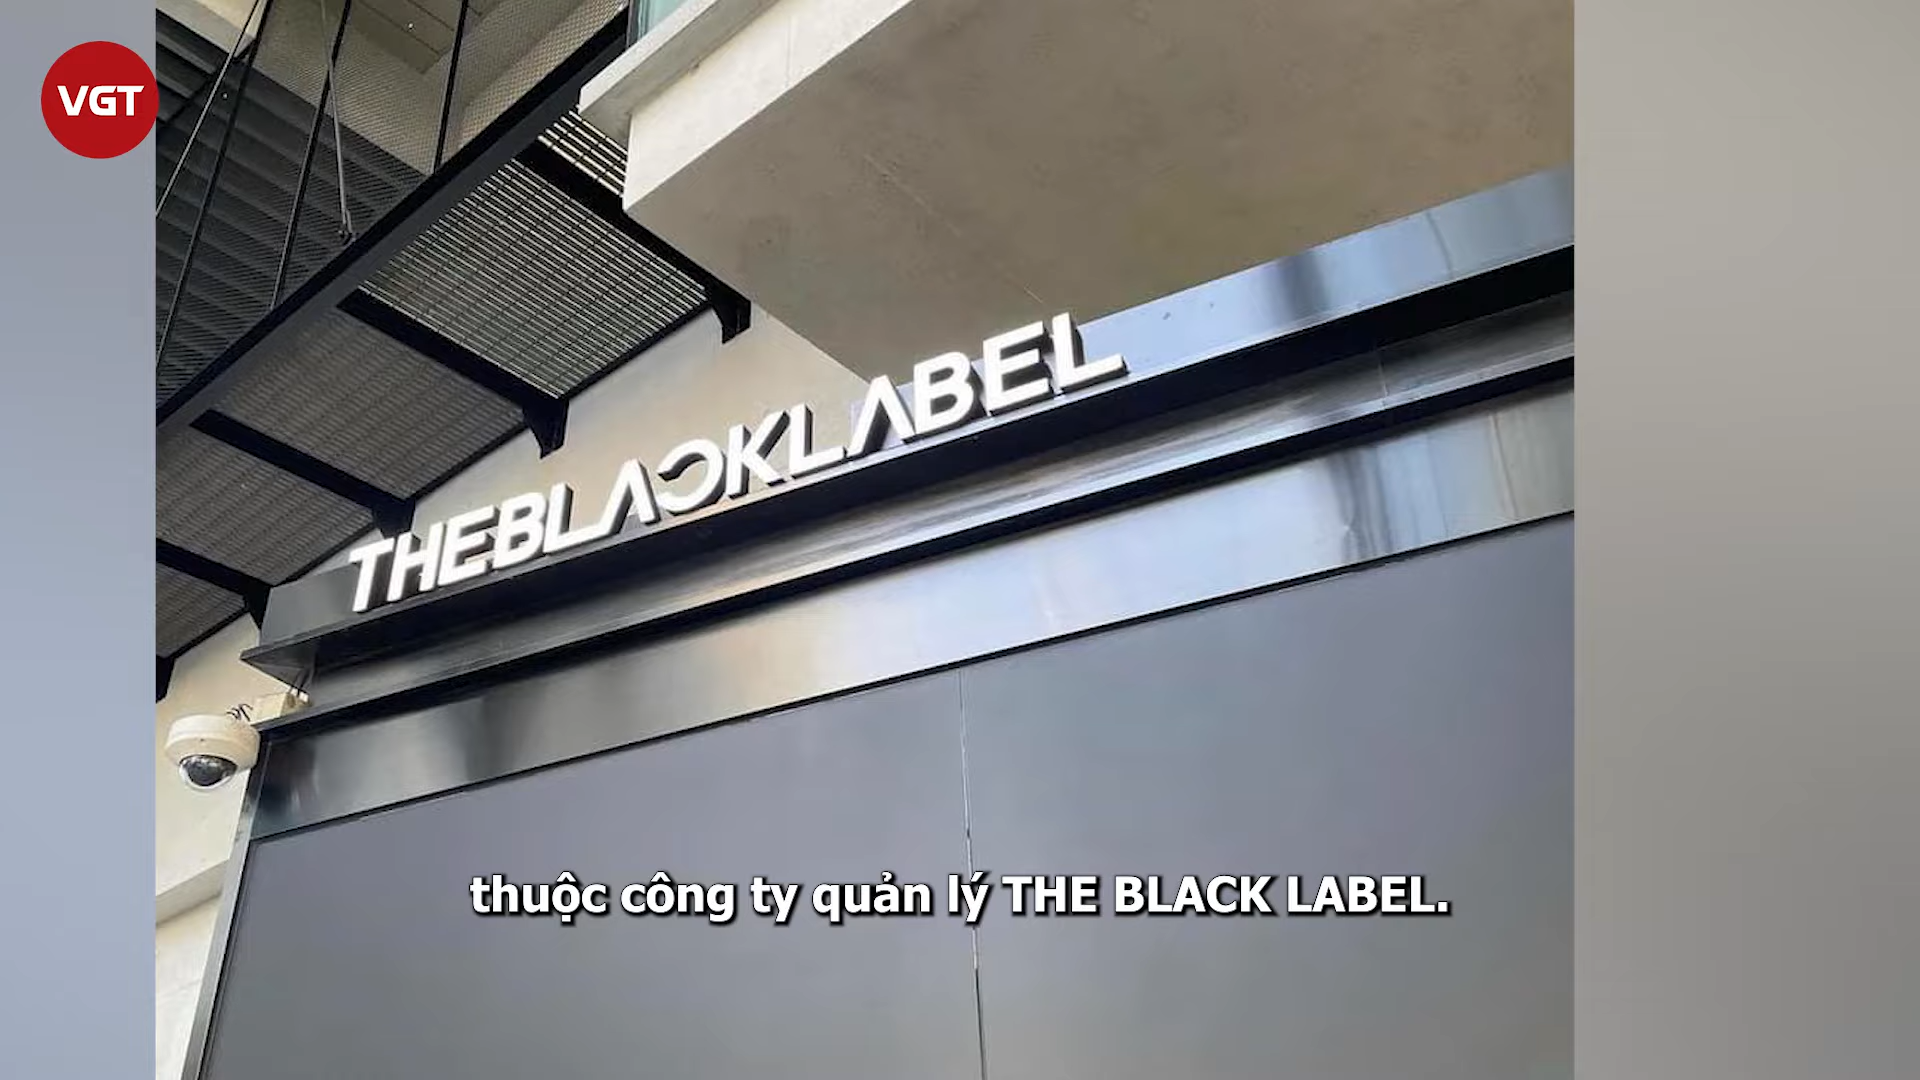 VGT
THEBLACKLABEL
thuộc công ty quản lý THE BLACK LABEL.